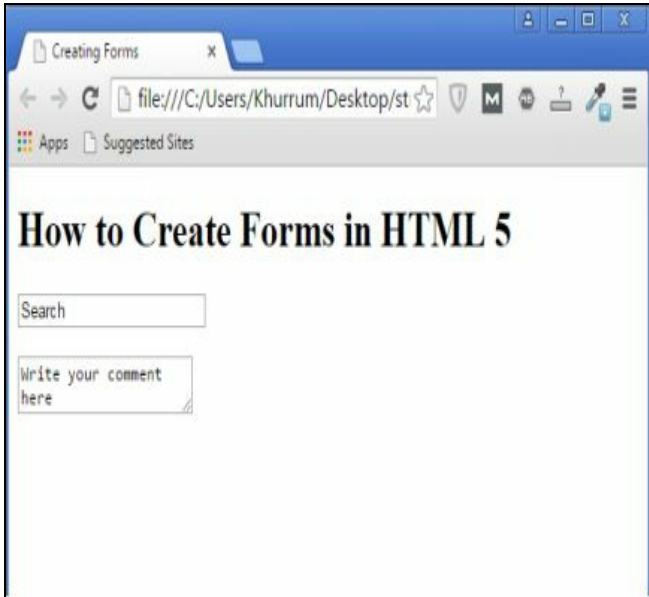 Creating Forms
file:///C:/Users/Khurrum/Desktop/st
Apps Suggested Sites
How to Create Forms in HTML 5
Search
Write your comment
here